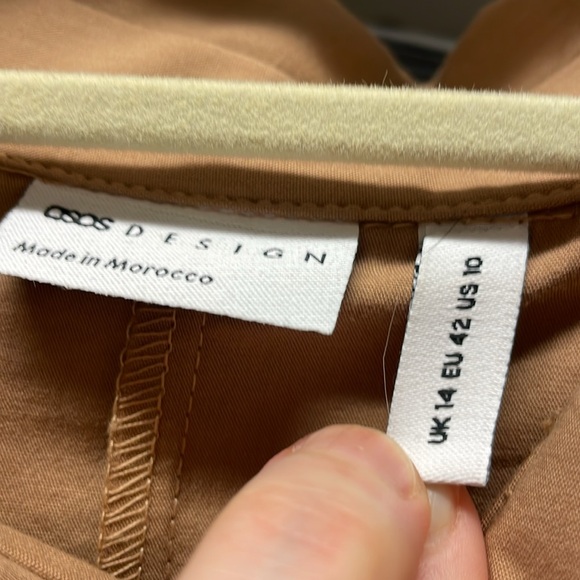 asos DESIGN
Made in Morocco
UK 14 EU 42 US 10